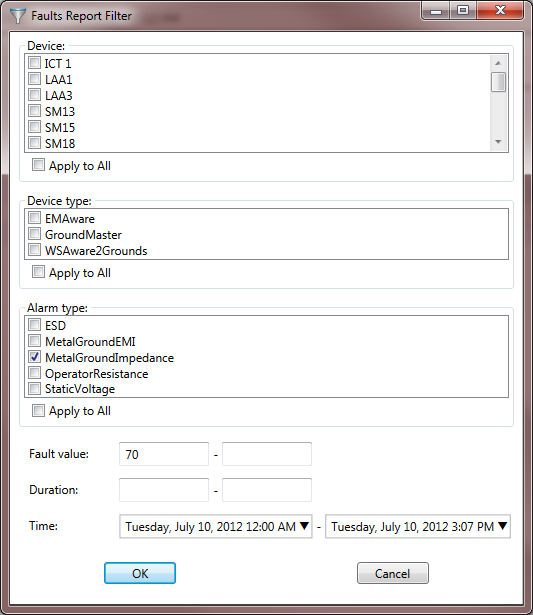 Faults Report Filter
Device:
ICT 1
LAA1
LAA3
SM13
SM15
SM18
Apply to All
Device type:
EMAware
GroundMaster
WSAware2Grounds
Apply to All
Alarm type:
ESD
MetalGroundEMI
MetalGroundImpedance
OperatorResistance
StaticVoltage
Apply to All
Fault value: 70 -
Duration: -
Time: Tuesday, July 10, 2012 12:00 AM - Tuesday, July 10, 2012 3:07 PM
OK Cancel